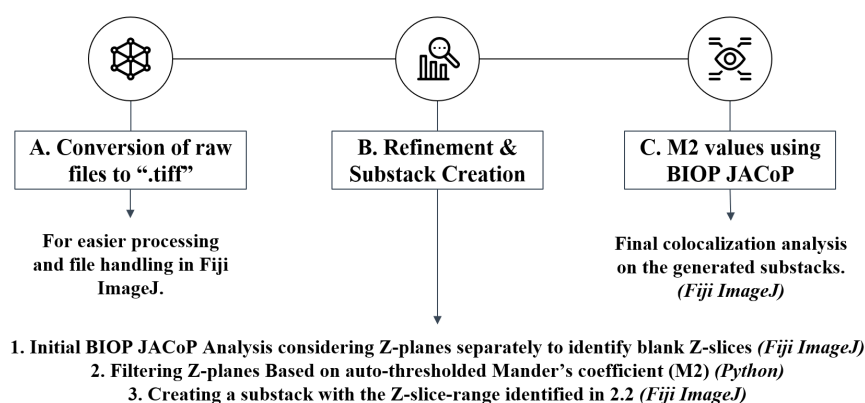 A. Conversion of raw
files to “.tiff”
B. Refinement &
Substack Creation
C. M2 values using
BIOP JACoP
For easier processing
and file handling in Fiji
ImageJ.
Final colocalization analysis
on the generated substacks.
(Fiji ImageJ)
1. Initial BIOP JACoP Analysis considering Z-planes separately to identify blank Z-slices (Fiji ImageJ)
2. Filtering Z-planes Based on auto-thresholded Mander’s coefficient (M2) (Python)
3. Creating a substack with the Z-slice-range identified in 2.2 (Fiji ImageJ)